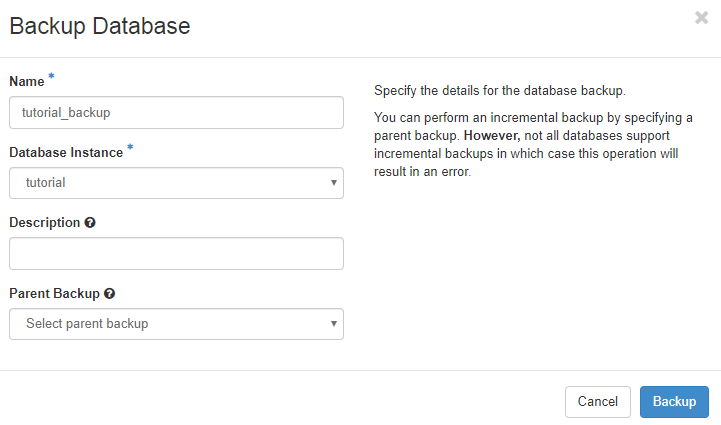 Backup Database
Name *
tutorial_backup
Database Instance *
tutorial
Description
Parent Backup
Select parent backup
Specify the details for the database backup.
You can perform an incremental backup by specifying a
parent backup. However, not all databases support
incremental backups in which case this operation will
result in an error.
Cancel
Backup